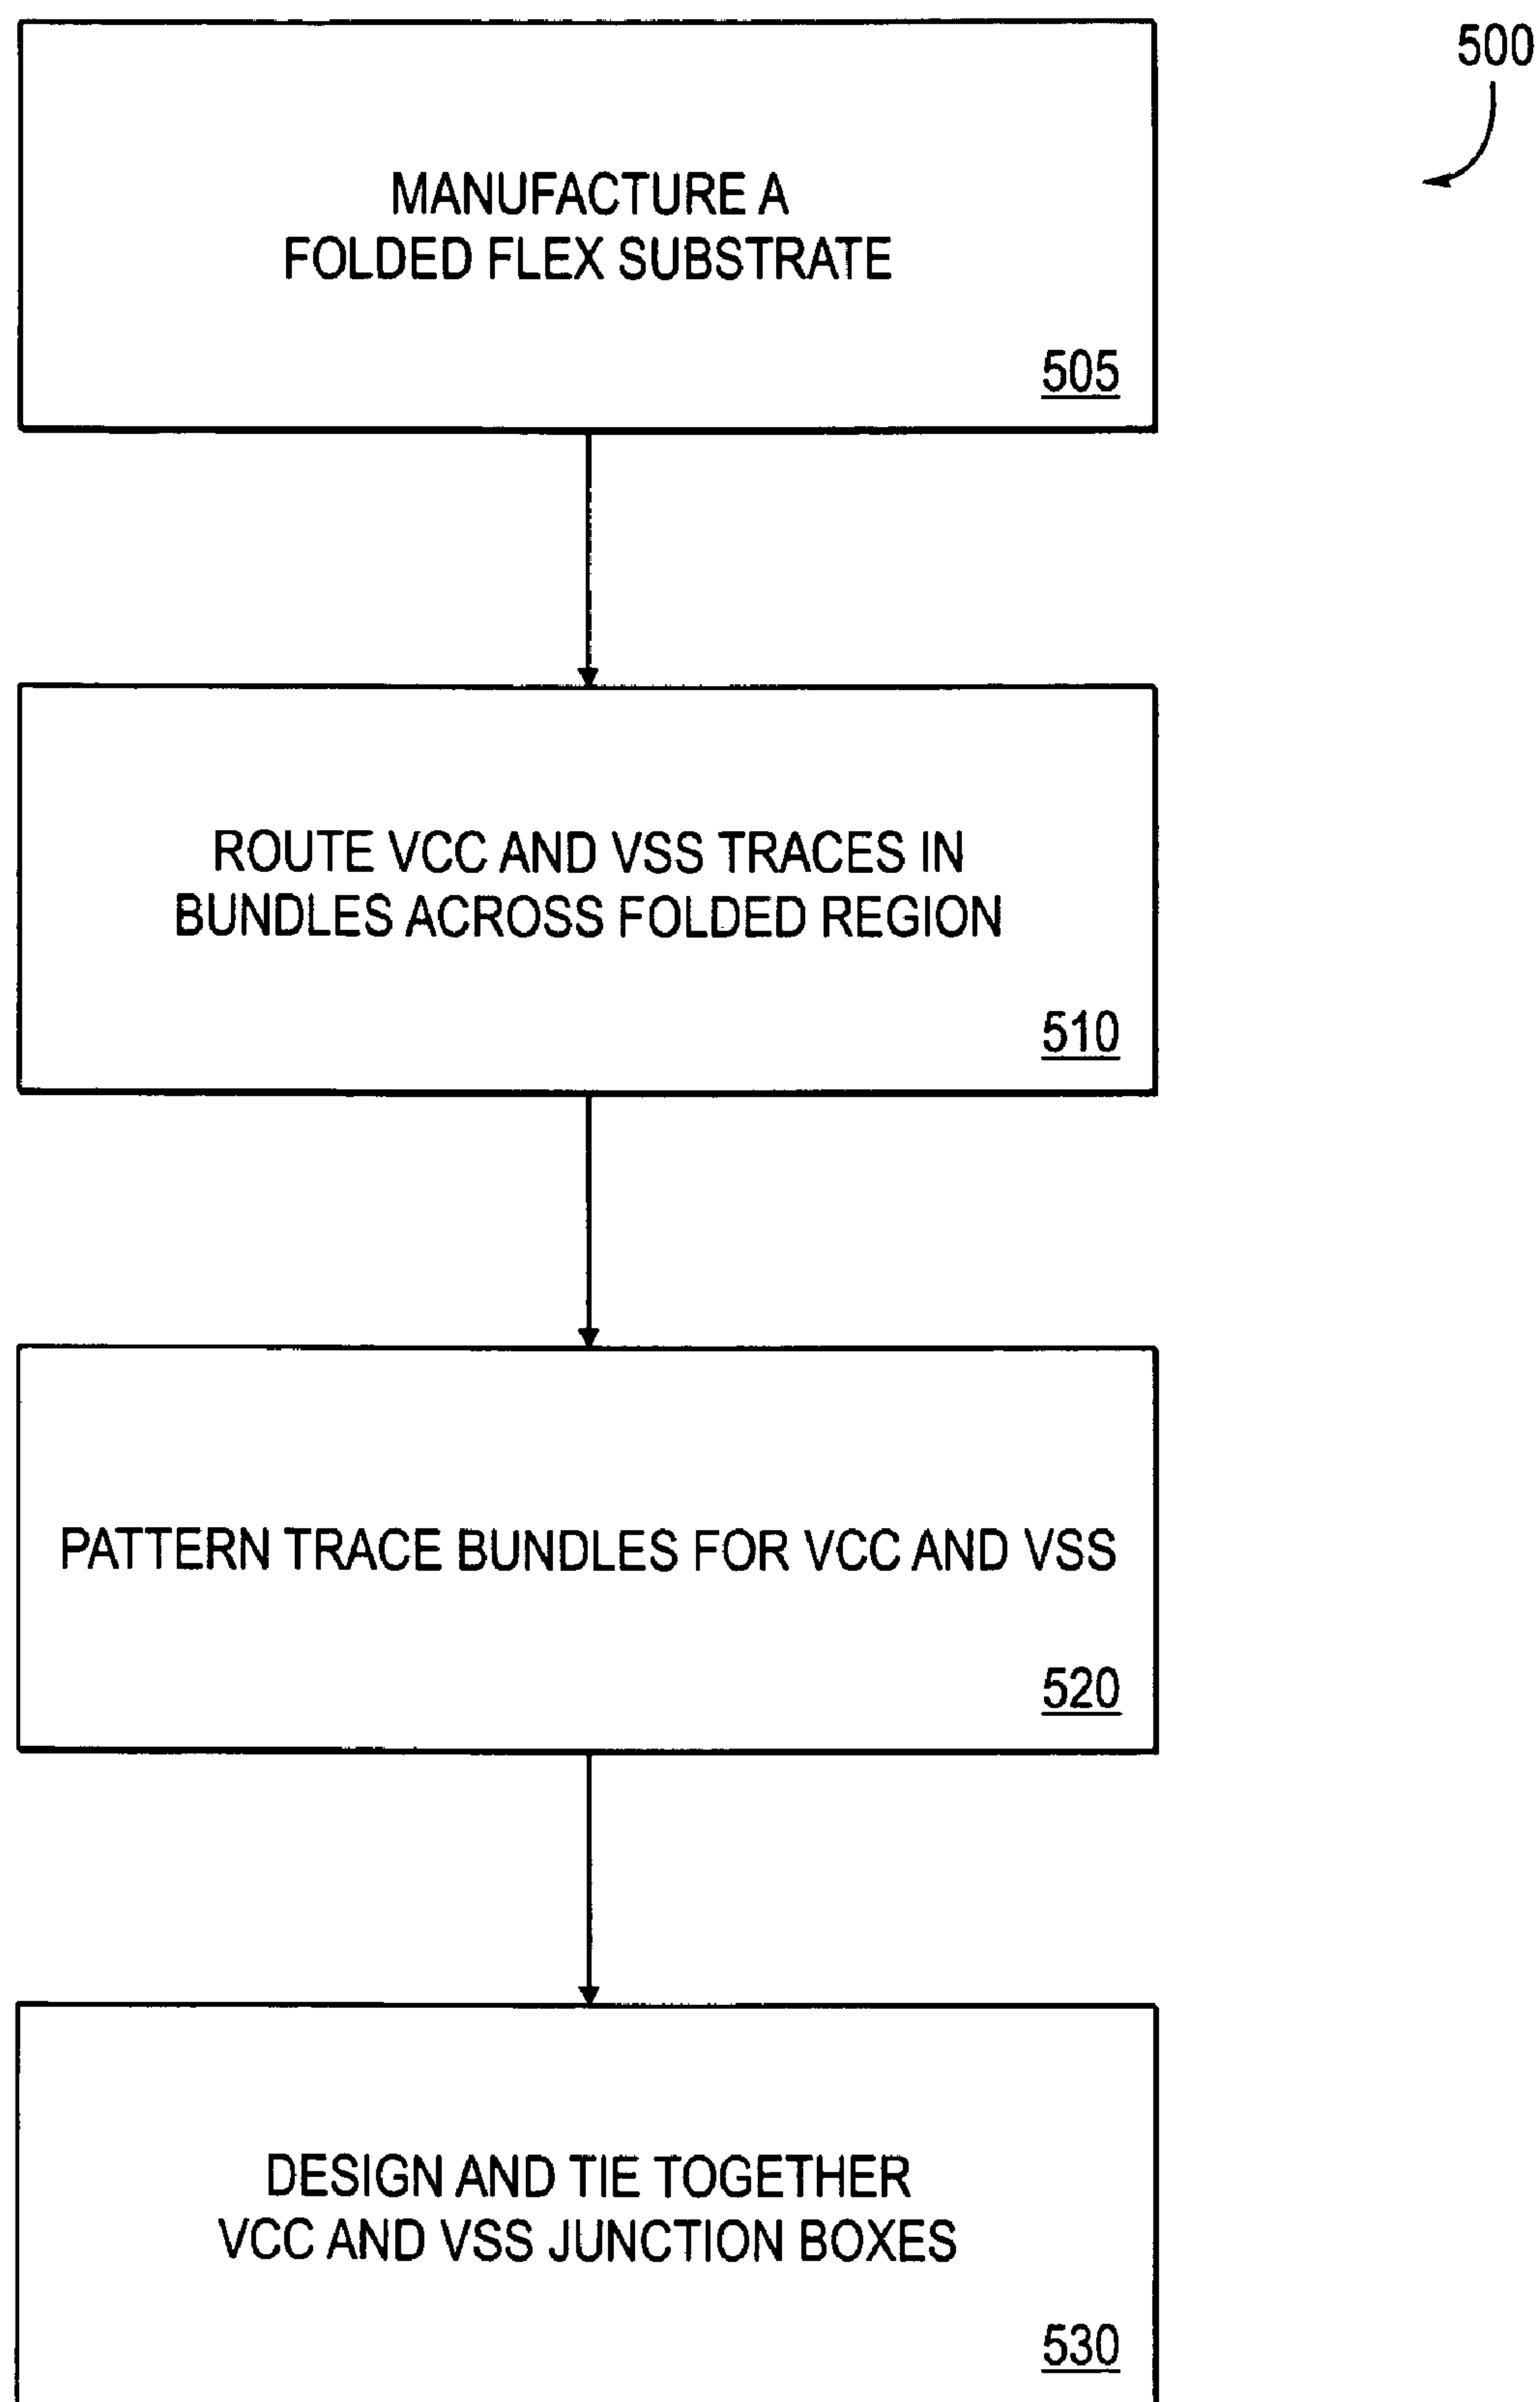 500
MANUFACTURE A
FOLDED FLEX SUBSTRATE
505
ROUTE VCC AND VSS TRACES IN
BUNDLES ACROSS FOLDED REGION
510
PATTERN TRACE BUNDLES FOR VCC AND VSS
520
DESIGN AND TIE TOGETHER
VCC AND VSS JUNCTION BOXES
530